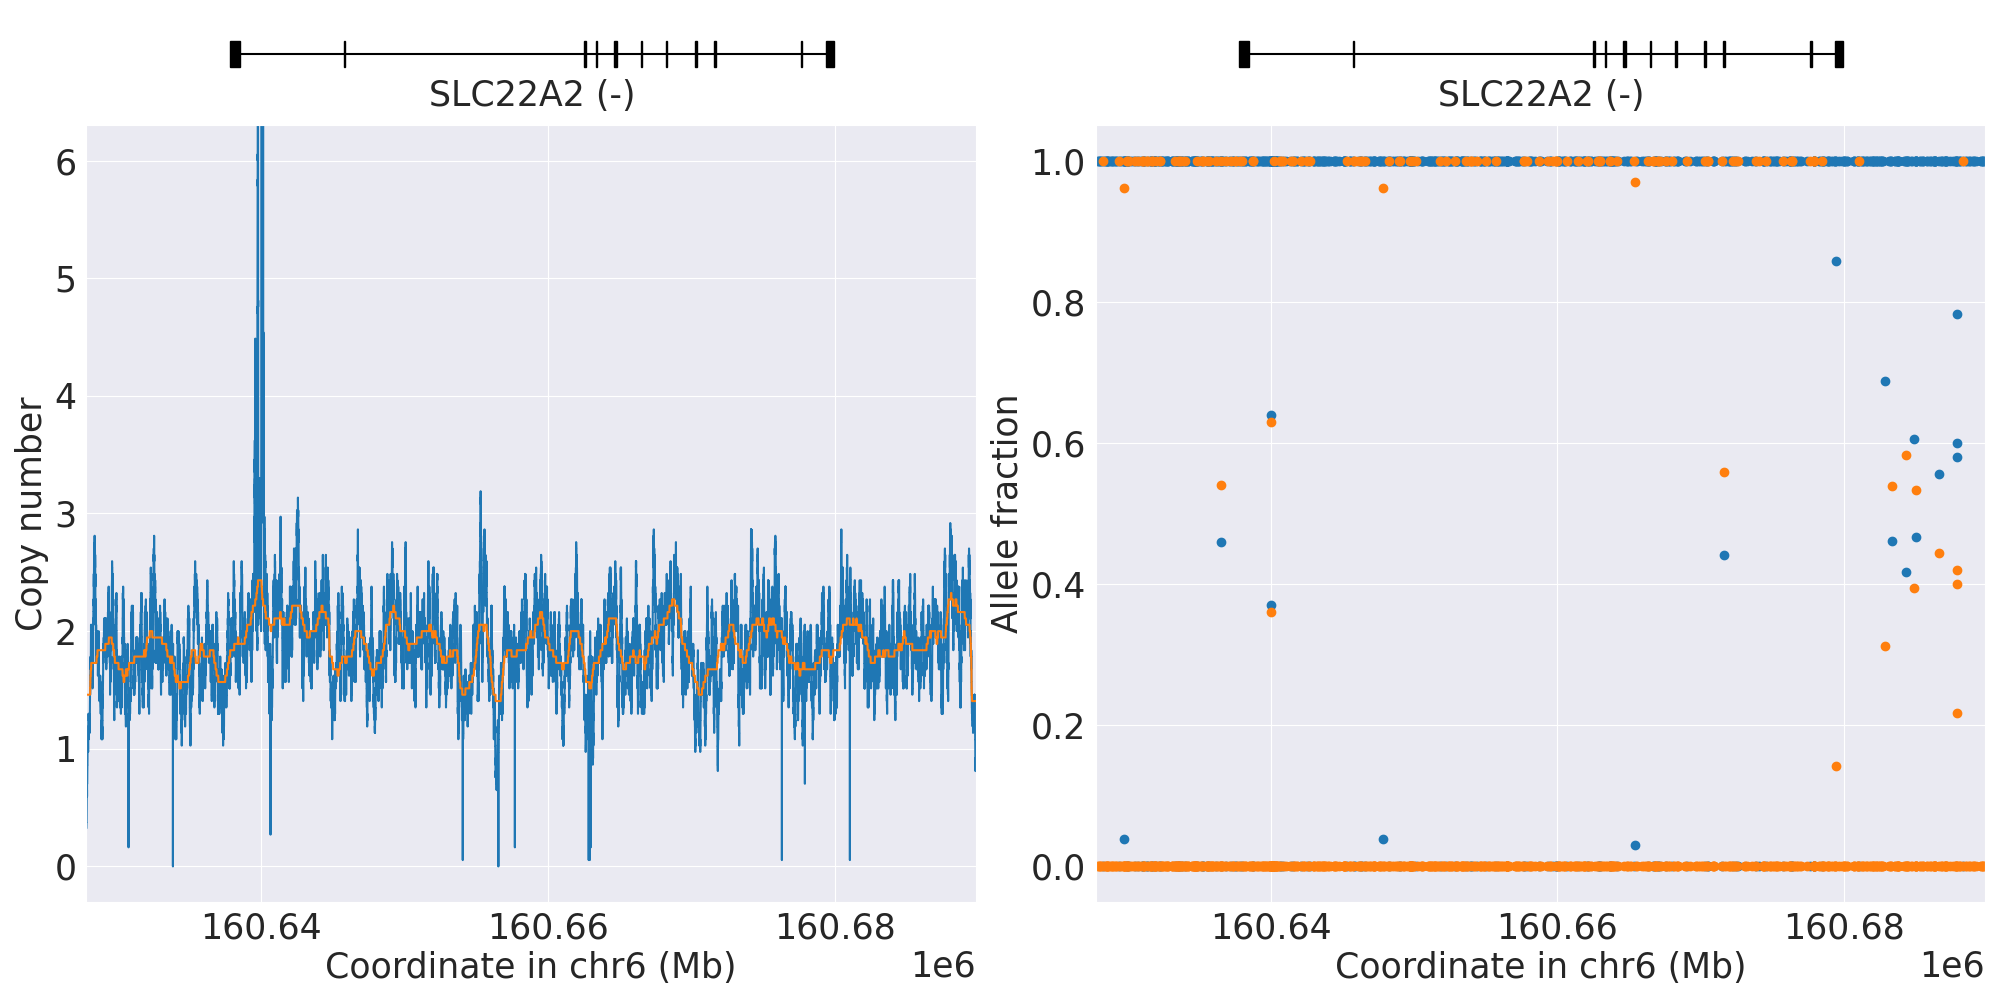 SLC22A2 (-)
6
5
4
3
2
1
0
Copy number
160.64
160.66
160.68
Coordinate in chr6 (Mb)
1e6
SLC22A2 (-)
1.0
0.8
0.6
0.4
0.2
0.0
Allele fraction
160.64
160.66
160.68
Coordinate in chr6 (Mb)
1e6